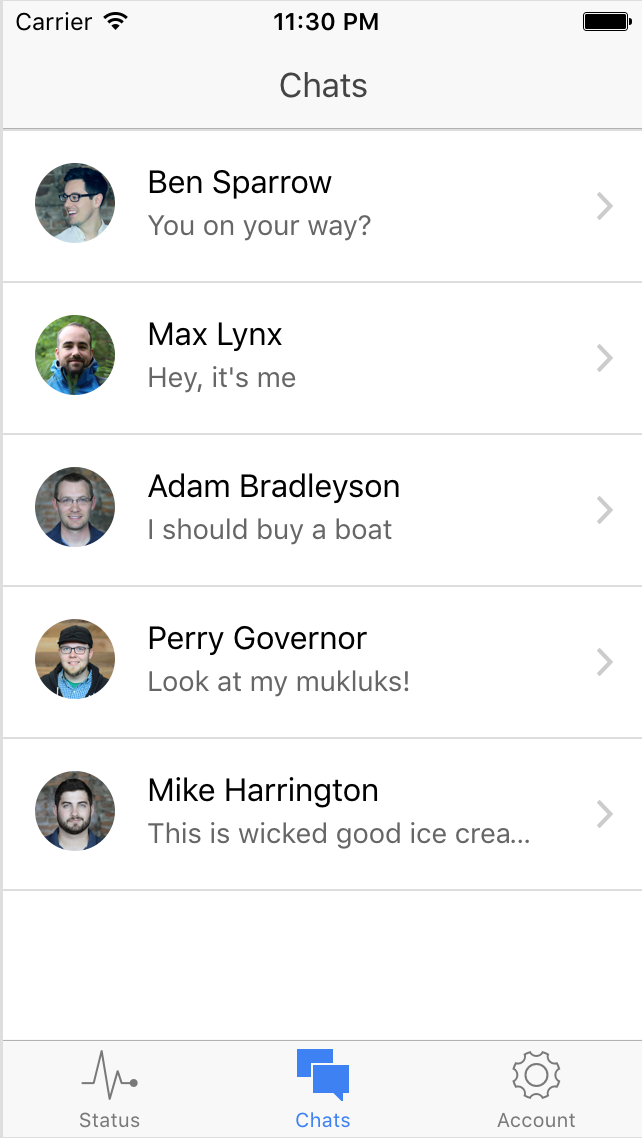 Carrier 11:30 PM
Chats
Ben Sparrow
You on your way?
Max Lynx
Hey, it's me
Adam Bradleyson
I should buy a boat
Perry Governor
Look at my mukluks!
Mike Harrington
This is wicked good ice crea...
Status Chats Account